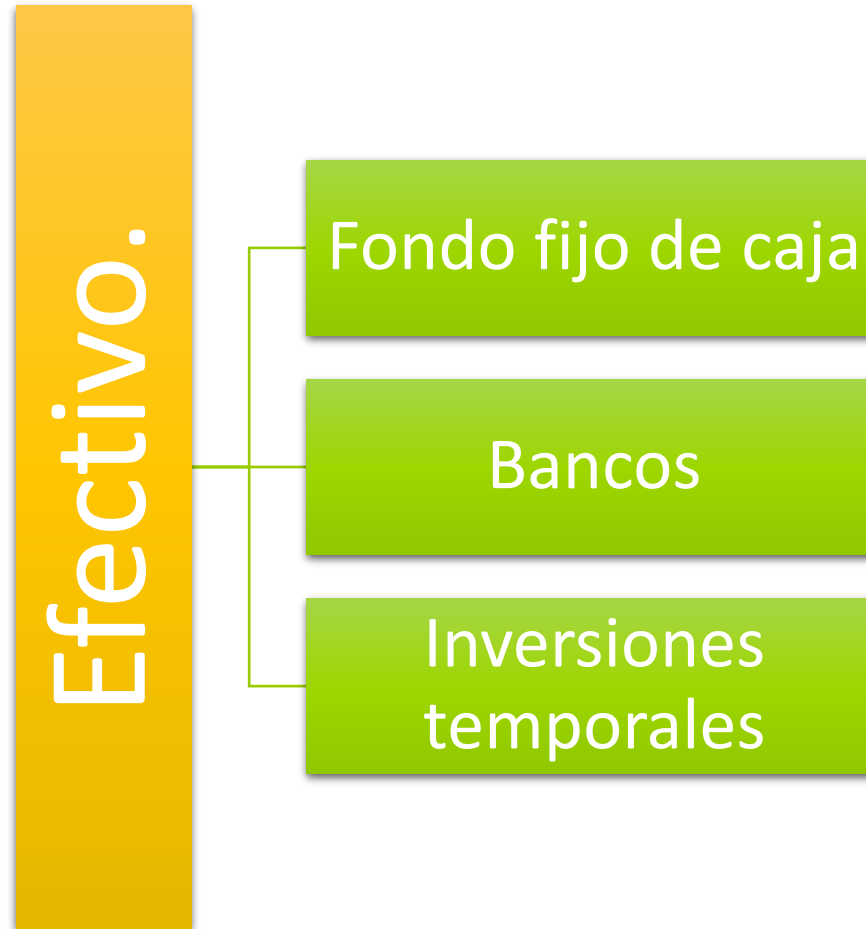 Efectivo.
Fondo fijo de caja
Bancos
Inversiones
temporales